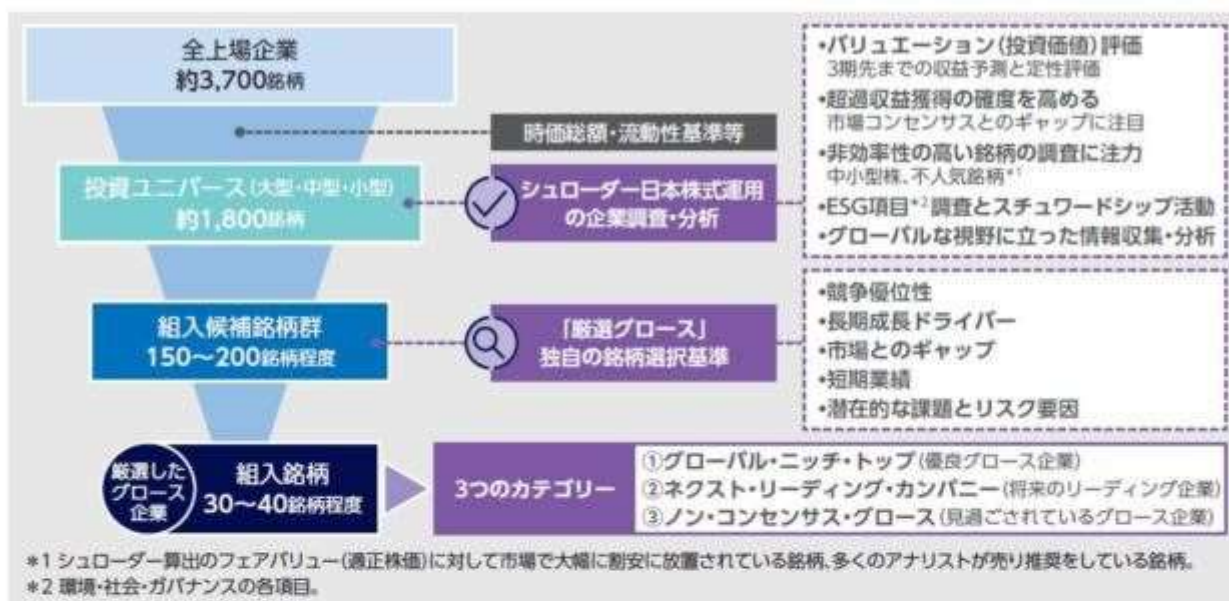 全上場企業
約3,700銘柄
時価総額・流動性基準等
投資ユニバース(大型・中型・小型)
約1,800銘柄
シュローダー日本株式運用
の企業調査・分析
•バリュエーション(投資価値)評価
3期先までの収益予測と定性評価
•超過収益獲得の確度を高める
市場コンセンサスとのギャップに注目
•非効率性の高い銘柄の調査に注力
中小型株、不人気銘柄*1
•ESG項目*2調査とスチュワードシップ活動
•グローバルな視野に立った情報収集・分析
組入候補銘柄群
150～200銘柄程度
「厳選グロース」
独自の銘柄選択基準
•競争優位性
•長期成長ドライバー
•市場とのギャップ
•短期業績
•潜在的な課題とリスク要因
厳選した
グロース
企業
組入銘柄
30～40銘柄程度
3つのカテゴリー
①グローバル・ニッチ・トップ(優良グロース企業)
②ネクスト・リーディング・カンパニー(将来のリーディング企業)
③ノン・コンセンサス・グロース(見過ごされているグロース企業)
*1 シュローダー算出のフェアバリュー(適正株価)に対して市場で大幅に割安に放置されている銘柄、多くのアナリストが売り推奨をしている銘柄。
*2 環境・社会・ガバナンスの各項目。